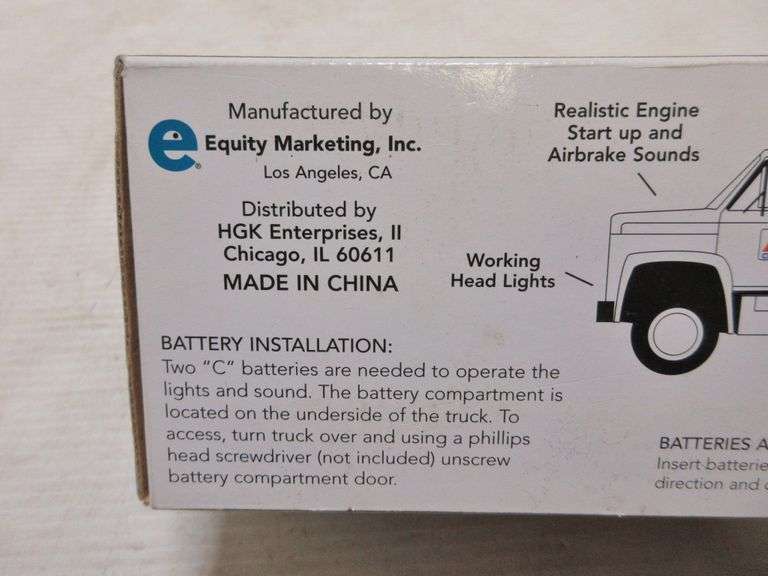 Manufactured by
e
Equity Marketing, Inc.
Los Angeles, CA
Distributed by
HGK Enterprises, II
Chicago, IL 60611
MADE IN CHINA
Realistic Engine
Start up and
Airbrake Sounds
Working
Head Lights
BATTERY INSTALLATION:
Two "C" batteries are needed to operate the
lights and sound. The battery compartment is
located on the underside of the truck. To
access, turn truck over and using a phillips
head screwdriver (not included) unscrew
battery compartment door.
BATTERIES A
Insert batterie
direction and